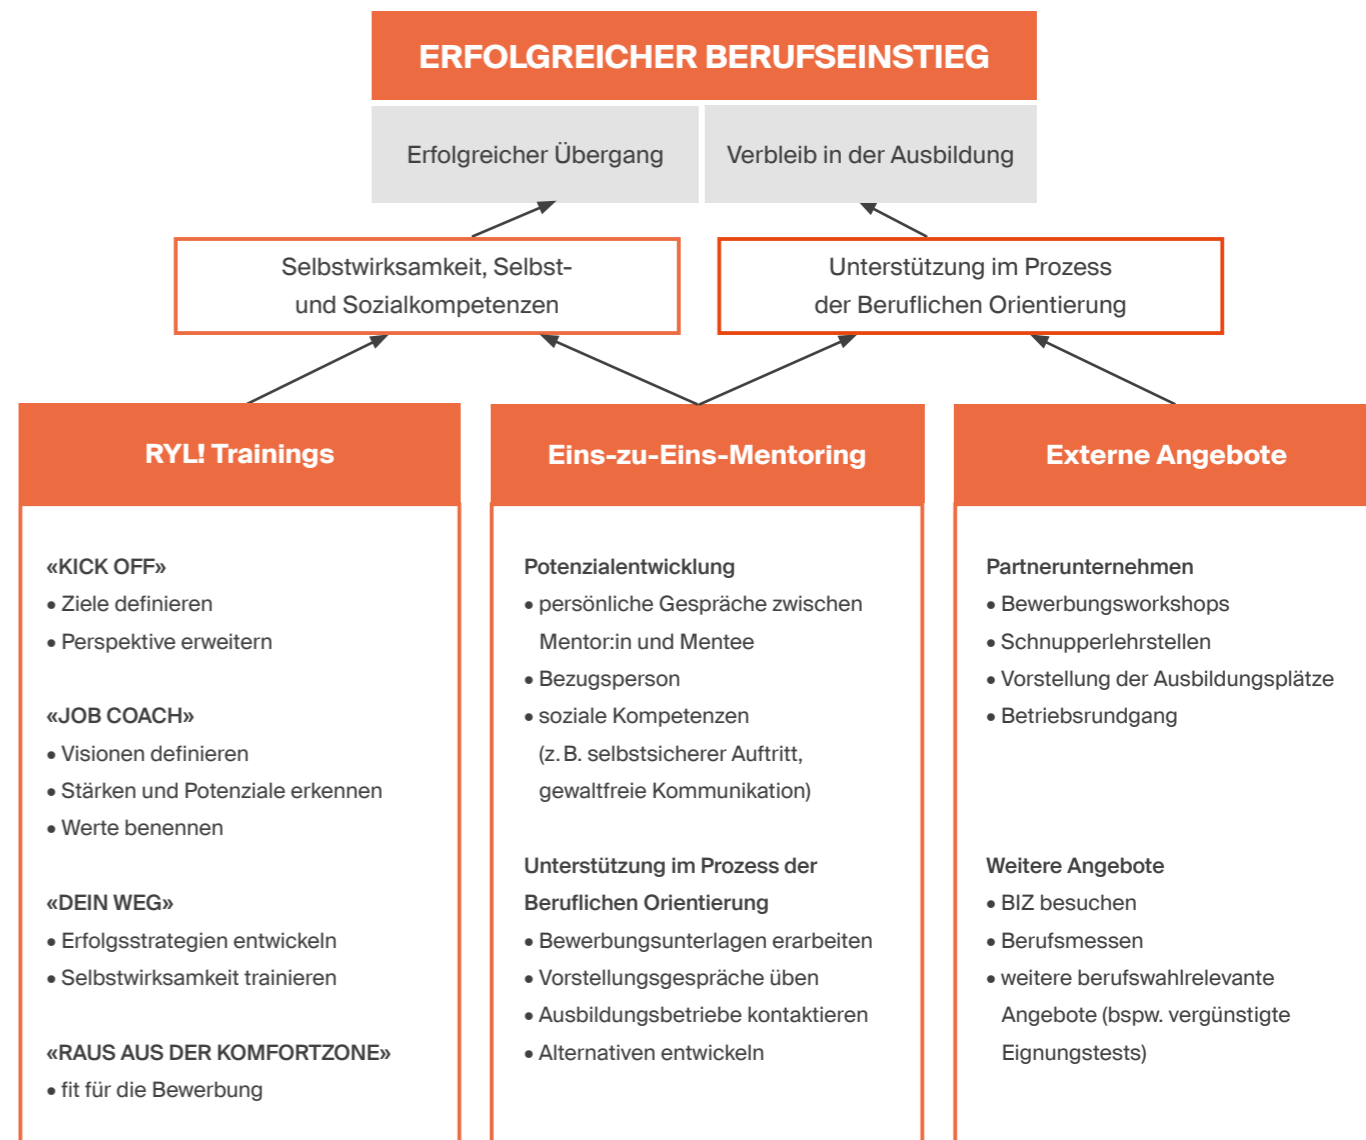 ERFOLGREICHER BERUFSEINSTIEG
Erfolgreicher Übergang
Verbleib in der Ausbildung
Selbstwirksamkeit, Selbst-
und Sozialkompetenzen
Unterstützung im Prozess
der Beruflichen Orientierung
RYL! Trainings
«KICK OFF»
• Ziele definieren
• Perspektive erweitern
«JOB COACH»
• Visionen definieren
• Stärken und Potenziale erkennen
• Werte benennen
«DEIN WEG»
• Erfolgsstrategien entwickeln
• Selbstwirksamkeit trainieren
«RAUS AUS DER KOMFORTZONE»
• fit für die Bewerbung
Eins-zu-Eins-Mentoring
Potenzialentwicklung
• persönliche Gespräche zwischen
Mentor:in und Mentee
• Bezugsperson
• soziale Kompetenzen
(z. B. selbstsicherer Auftritt,
gewaltfreie Kommunikation)
Unterstützung im Prozess der
Beruflichen Orientierung
• Bewerbungsunterlagen erarbeiten
• Vorstellungsgespräche üben
• Ausbildungsbetriebe kontaktieren
• Alternativen entwickeln
Externe Angebote
Partnerunternehmen
• Bewerbungsworkshops
• Schnupperlehrstellen
• Vorstellung der Ausbildungsplätze
• Betriebsrundgang
Weitere Angebote
• BIZ besuchen
• Berufsmessen
• weitere berufswahlrelevante
Angebote (bspw. vergünstigte
Eignungstests)